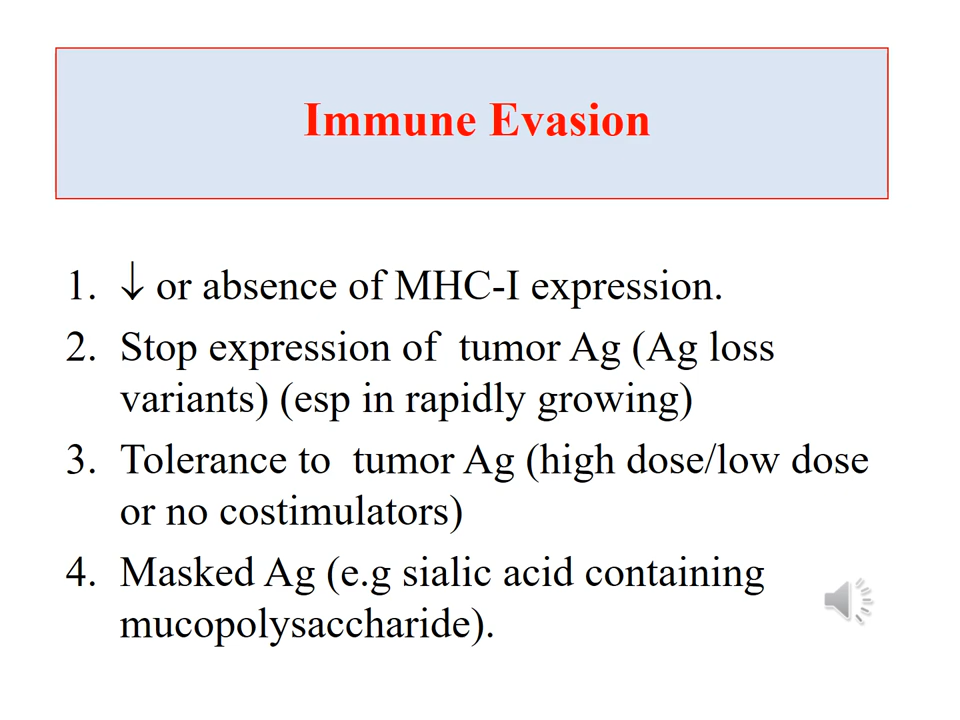 Immune Evasion
1. ↓ or absence of MHC-I expression.
2. Stop expression of tumor Ag (Ag loss
variants) (esp in rapidly growing)
3. Tolerance to tumor Ag (high dose/low dose
or no costimulators)
4. Masked Ag (e.g sialic acid containing
mucopolysaccharide).